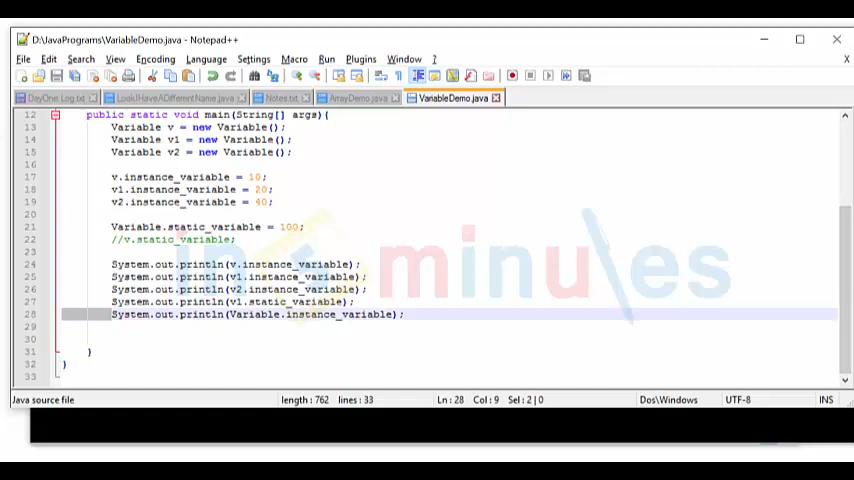 D:\JavaPrograms\VariableDemo.java - Notepad++
File Edit Search View Encoding Language Settings Macro Run Plugins Window ? X
DayOne Log.txt LookIHaveADifferentName.java Notes.txt ArrayDemo.java VariableDemo.java
12 public static void main(String[] args){
13 Variable v = new Variable();
14 Variable v1 = new Variable();
15 Variable v2 = new Variable();
16
17 v.instance_variable = 10;
18 v1.instance_variable = 20;
19 v2.instance_variable = 40;
20
21 Variable.static_variable = 100;
22 //v.static_variable;
23
24 System.out.println(v.instance_variable);
25 System.out.println(v1.instance_variable);
26 System.out.println(v2.instance_variable);
27 System.out.println(v1.static_variable);
28 System.out.println(Variable.instance_variable);
29
30
31 }
32 }
33
in 5 minutes
Java source file length : 762 lines : 33 Ln : 28 Col : 9 Sel : 2 | 0 Dos\Windows UTF-8 INS